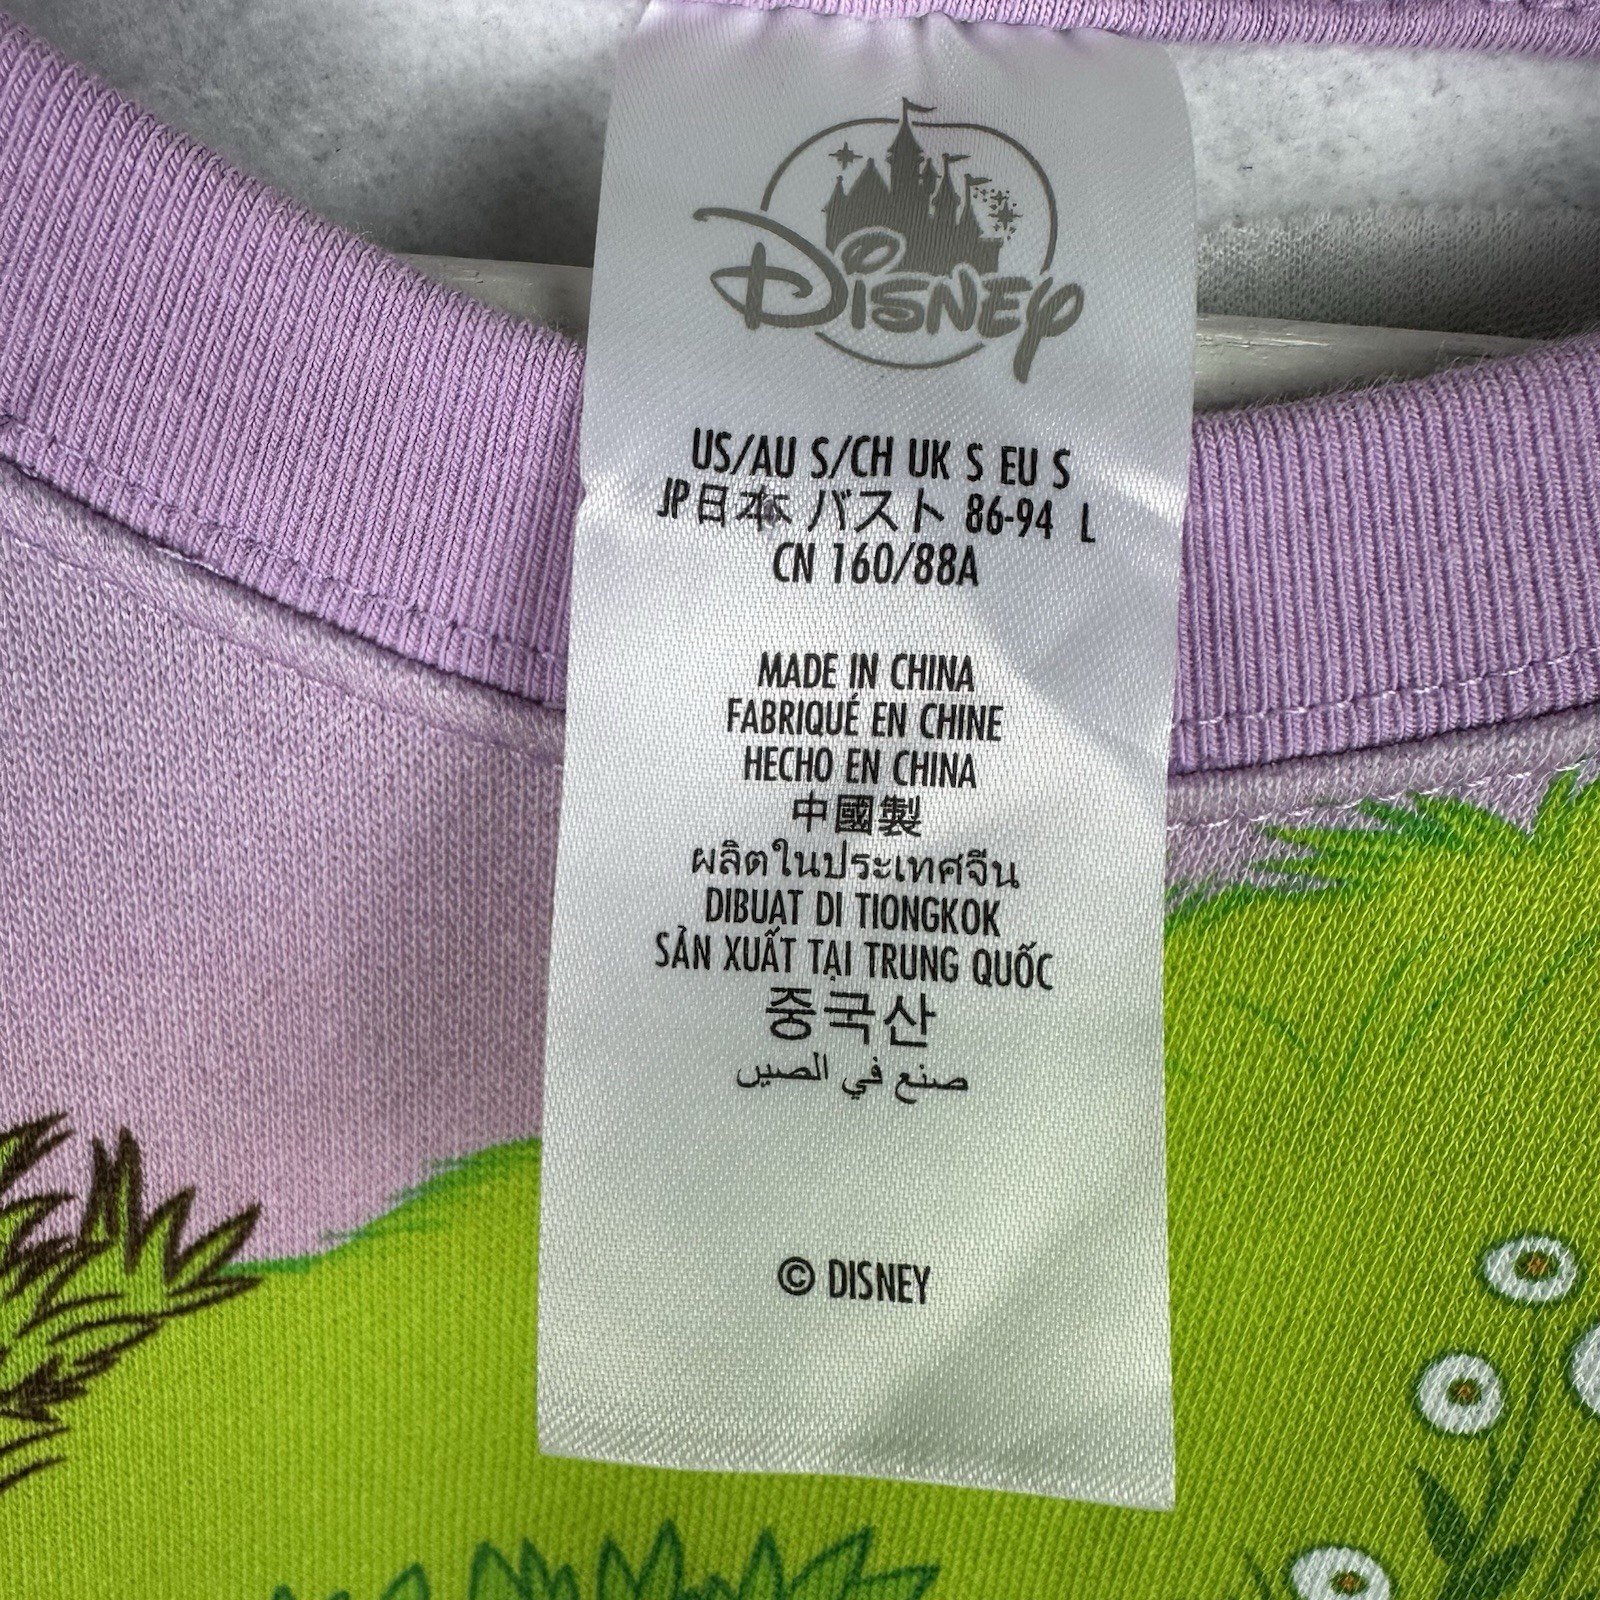 Disney
US/AU S/CH UK S EU S
JP日本 バスト 86-94 L
CN 160/88A
MADE IN CHINA
FABRIQUÉ EN CHINE
HECHO EN CHINA
中國製
ผลิตในประเทศจีน
DIBUAT DI TIONGKOK
SẢN XUẤT TẠI TRUNG QUỐC
중국산
صنع في الصين
© DISNEY